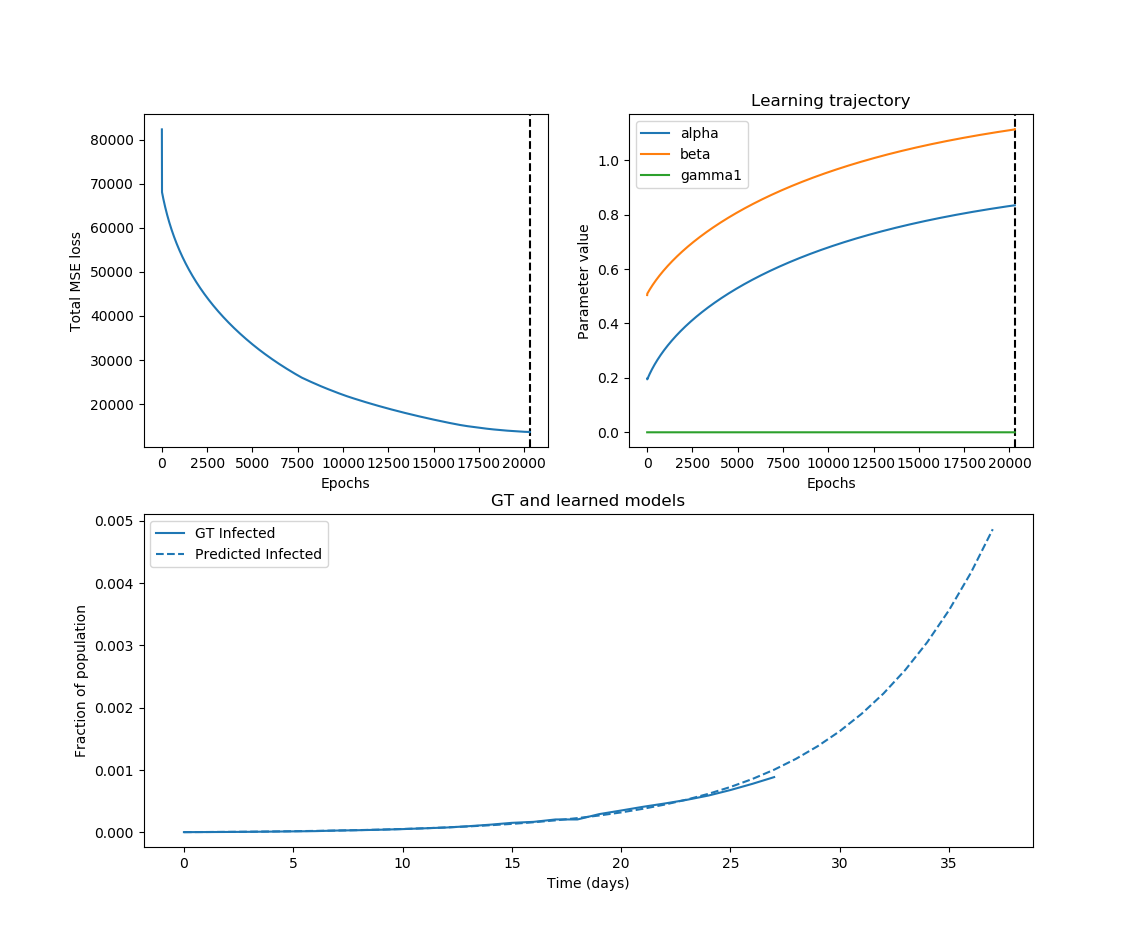 80000
70000
60000
50000
40000
30000
20000
Total MSE loss
0 2500 5000 7500 10000 12500 15000 17500 20000
Epochs
Learning trajectory
alpha
beta
gamma1
1.0
0.8
0.6
0.4
0.2
0.0
Parameter value
0 2500 5000 7500 10000 12500 15000 17500 20000
Epochs
GT and learned models
GT Infected
Predicted Infected
0.005
0.004
0.003
0.002
0.001
0.000
Fraction of population
0 5 10 15 20 25 30 35
Time (days)